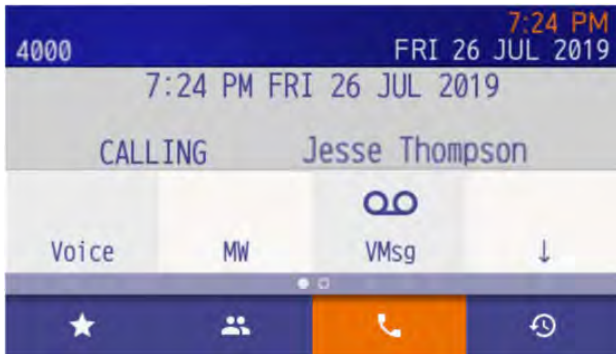 7:24 PM
4000 FRI 26 JUL 2019
7:24 PM FRI 26 JUL 2019
CALLING Jesse Thompson
Voice MW VMsg ↓